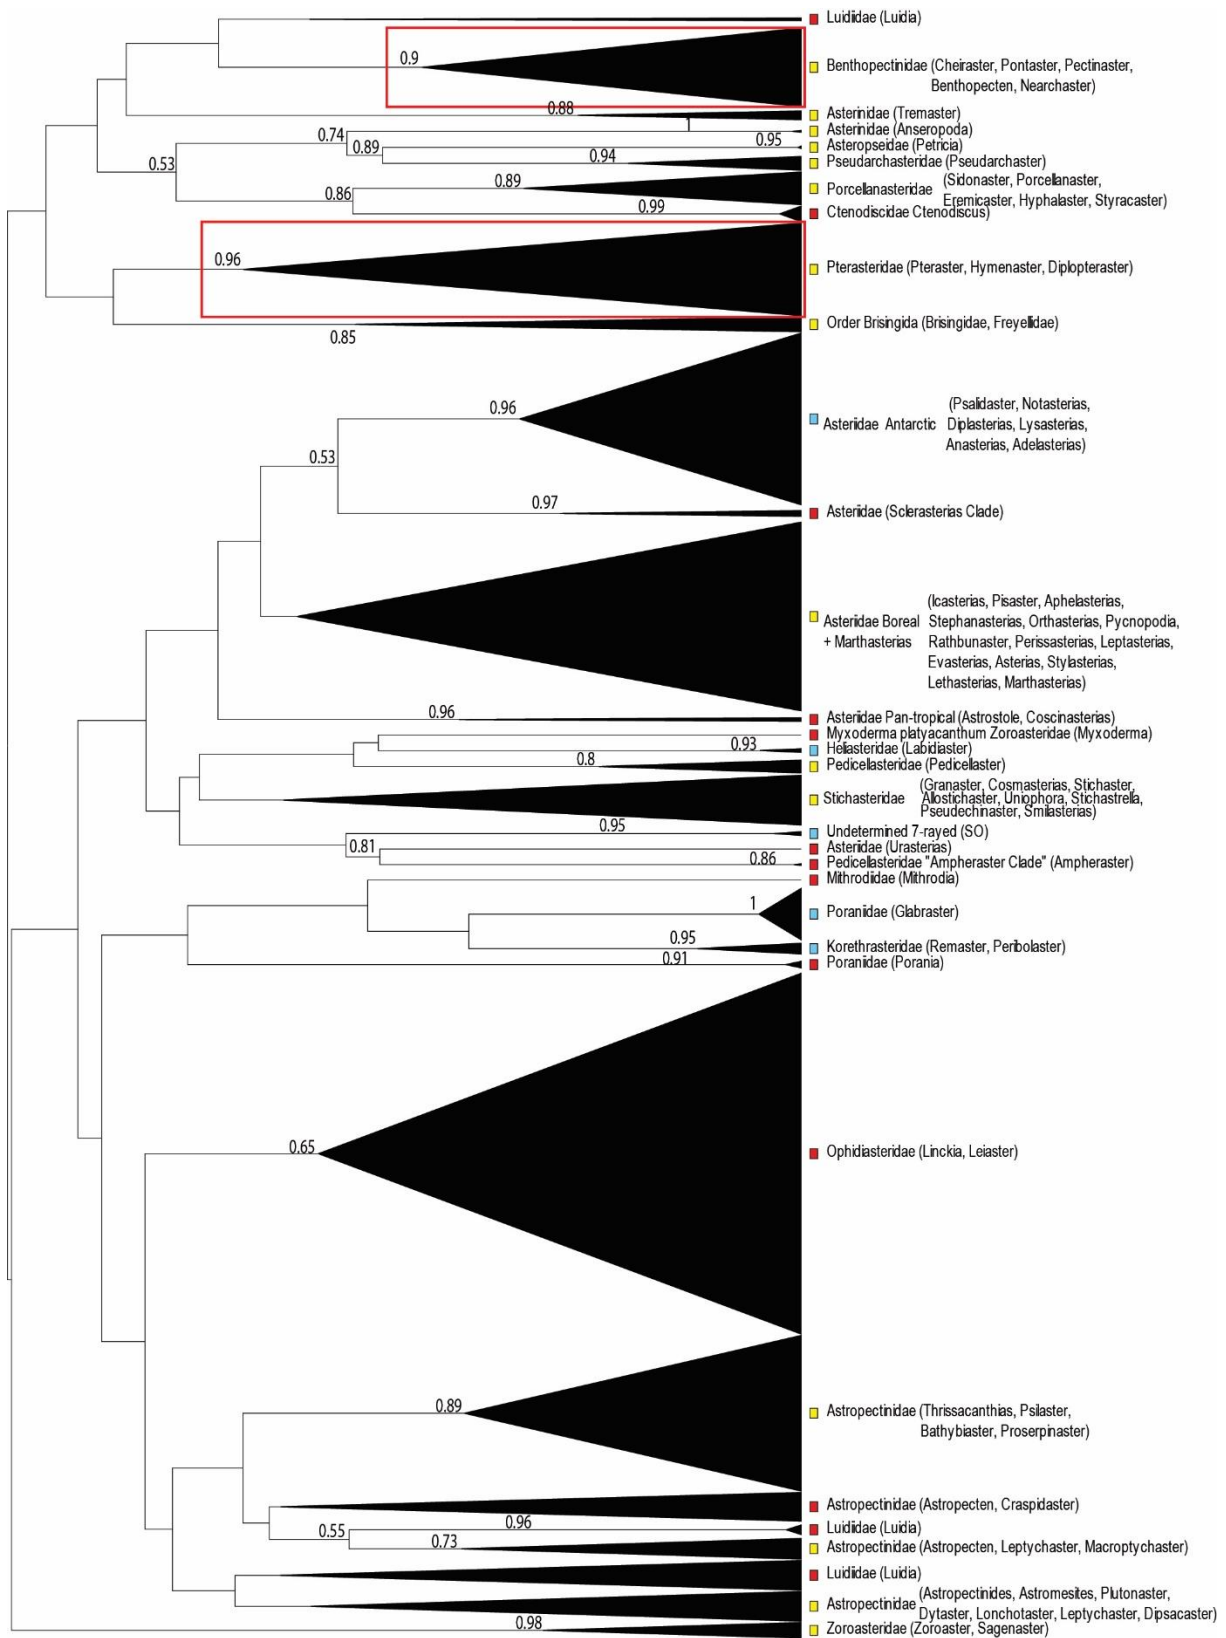 Luidiidae (Luidia)
0.9
Benthopectinidae (Cheiraster, Pontaster, Pectinaster,
Benthopecten, Nearchaster)
0.88
Asterinidae (Tremaster)
1
Asterinidae (Anseropoda)
0.74
0.95
Asteropseidae (Petricia)
0.89
0.94
Pseudarchasteridae (Pseudarchaster)
0.53
0.89
Porcellanasteridae (Sidonaster, Porcellanaster,
Eremicaster, Hyphalaster, Styracaster)
0.86
0.99
Ctenodiscidae Ctenodiscus)
0.96
Pterasteridae (Pteraster, Hymenaster, Diplopteraster)
Order Brisingida (Brisingidae, Freyellidae)
0.85
0.96
Asteriidae Antarctic (Psalidaster, Notasterias,
Diplasterias, Lysasterias,
Anasterias, Adelasterias)
0.53
0.97
Asteriidae (Sclerasterias Clade)
Asteriidae Boreal + Marthasterias
(Icasterias, Pisaster, Aphelasterias,
Stephanasterias, Orthasterias, Pycnopodia,
Rathbunaster, Perissasterias, Leptasterias,
Evasterias, Asterias, Stylasterias,
Lethasterias, Marthasterias)
0.96
Asteriidae Pan-tropical (Astrostole, Coscinasterias)
Myxoderma platyacanthum Zoroasteridae (Myxoderma)
0.93
Heliasteridae (Labidiaster)
0.8
Pedicellasteridae (Pedicellaster)
Stichasteridae (Granaster, Cosmasterias, Stichaster,
Allostichaster, Uniophora, Stichastrella,
Pseudechinaster, Smilasterias)
0.95
Undetermined 7-rayed (SO)
0.81
Asteriidae (Urasterias)
0.86
Pedicellasteridae "Ampheraster Clade" (Ampheraster)
Mithrodiidae (Mithrodia)
1
Poraniidae (Glabraster)
0.95
Korethrasteridae (Remaster, Peribolaster)
0.91
Poraniidae (Porania)
0.65
Ophidiasteridae (Linckia, Leiaster)
0.89
Astropectinidae (Thrissacanthias, Psilaster,
Bathybiaster, Proserpinaster)
Astropectinidae (Astropecten, Craspidaster)
0.96
Luidiidae (Luidia)
0.55
0.73
Astropectinidae (Astropecten, Leptychaster, Macroptychaster)
Luidiidae (Luidia)
Astropectinidae (Astropectinides, Astromesites, Plutonaster,
Dytaster, Lonchotaster, Leptychaster, Dipsacaster)
0.98
Zoroasteridae (Zoroaster, Sagenaster)